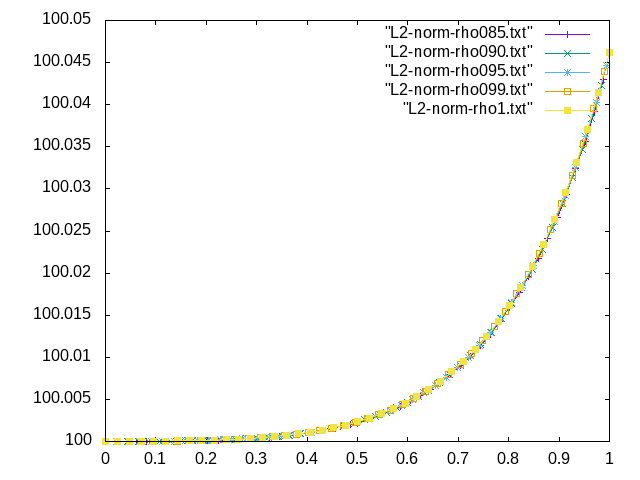 100.05
100.045
100.04
100.035
100.03
100.025
100.02
100.015
100.01
100.005
100
0 0.1 0.2 0.3 0.4 0.5 0.6 0.7 0.8 0.9 1
"L2-norm-rho085.txt"
"L2-norm-rho090.txt"
"L2-norm-rho095.txt"
"L2-norm-rho099.txt"
"L2-norm-rho1.txt"